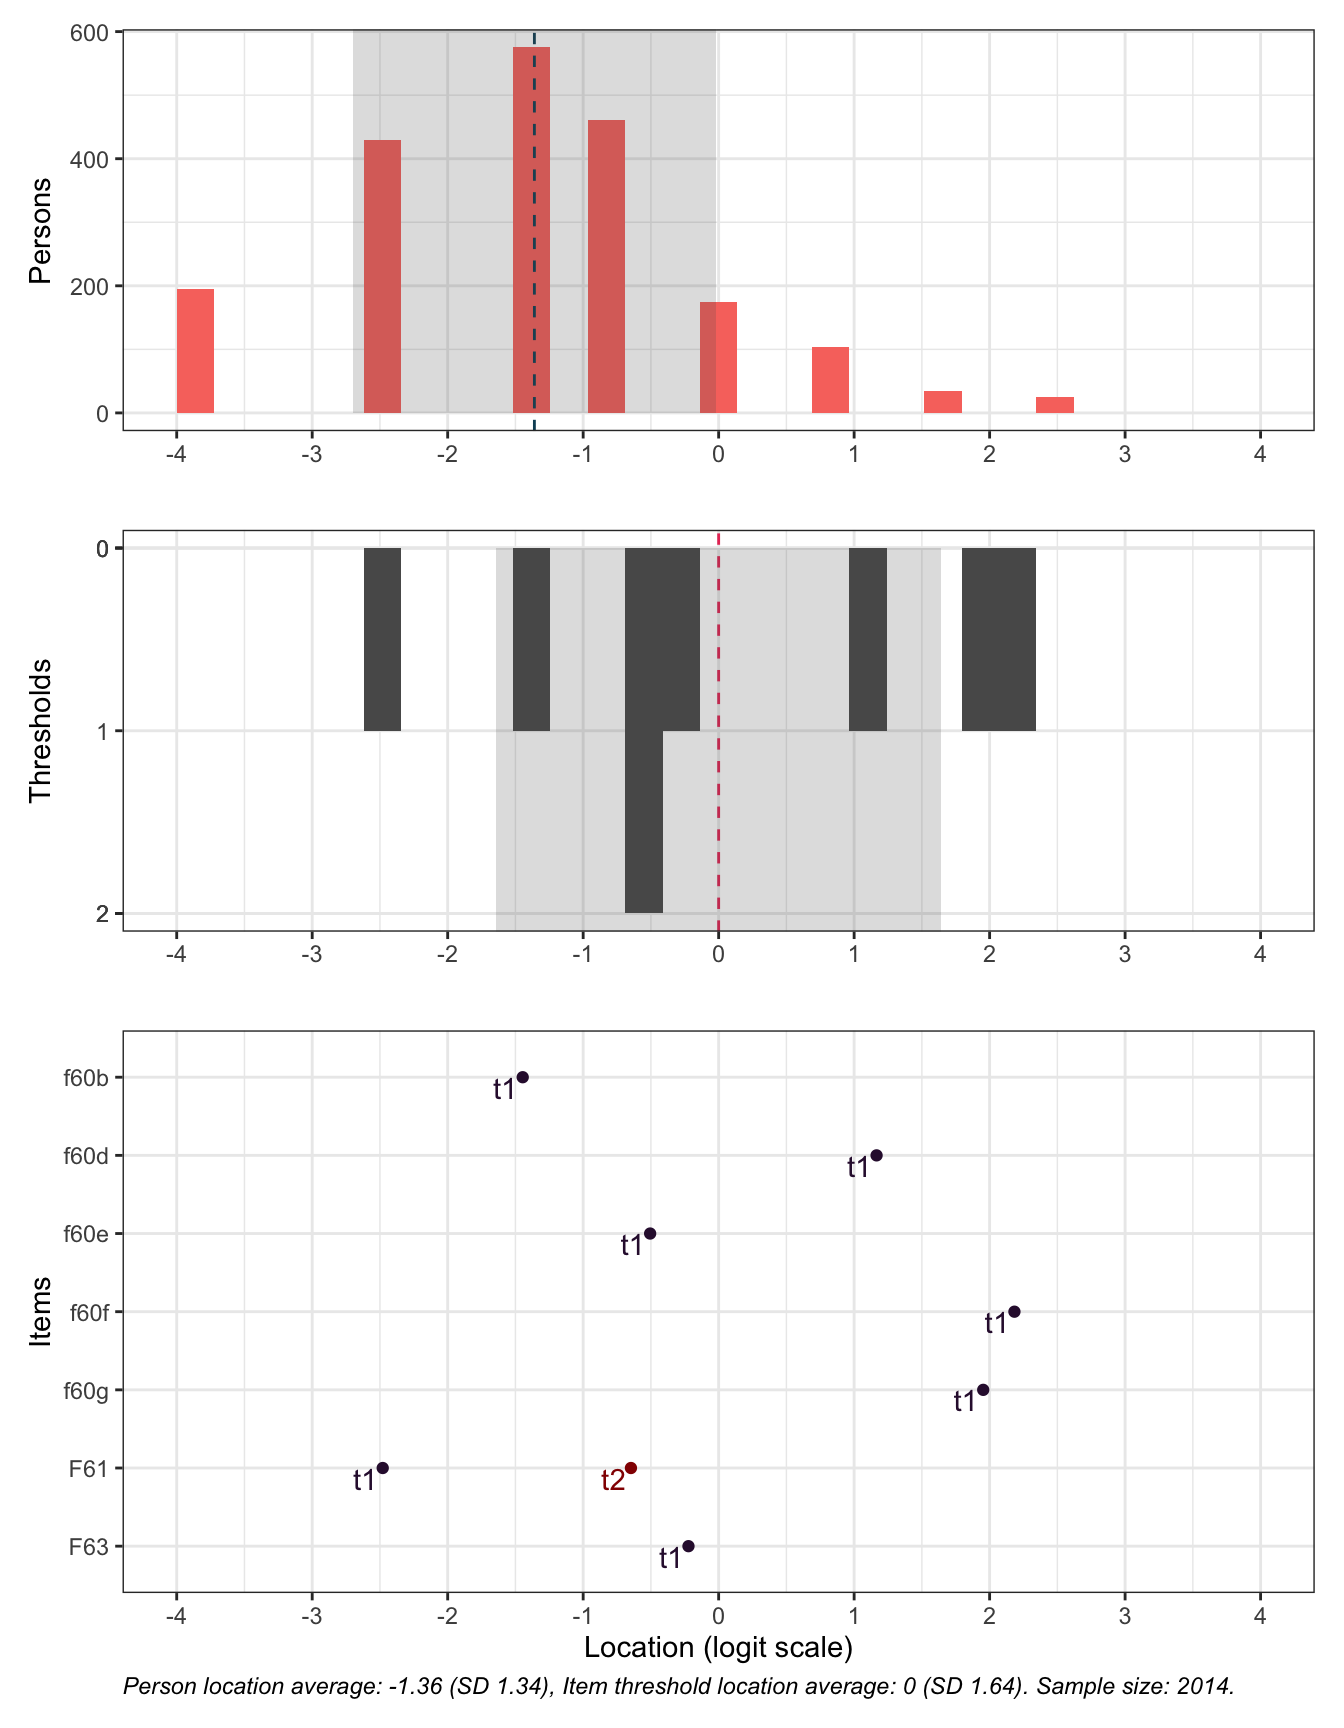 Persons
600
400
200
0
-4 -3 -2 -1 0 1 2 3 4
Thresholds
0
1
2
-4 -3 -2 -1 0 1 2 3 4
Items
f60b
t1
f60d
t1
f60e
t1
f60f
t1
f60g
t1
F61
t1 t2
F63
t1
-4 -3 -2 -1 0 1 2 3 4
Location (logit scale)
Person location average: -1.36 (SD 1.34), Item threshold location average: 0 (SD 1.64). Sample size: 2014.